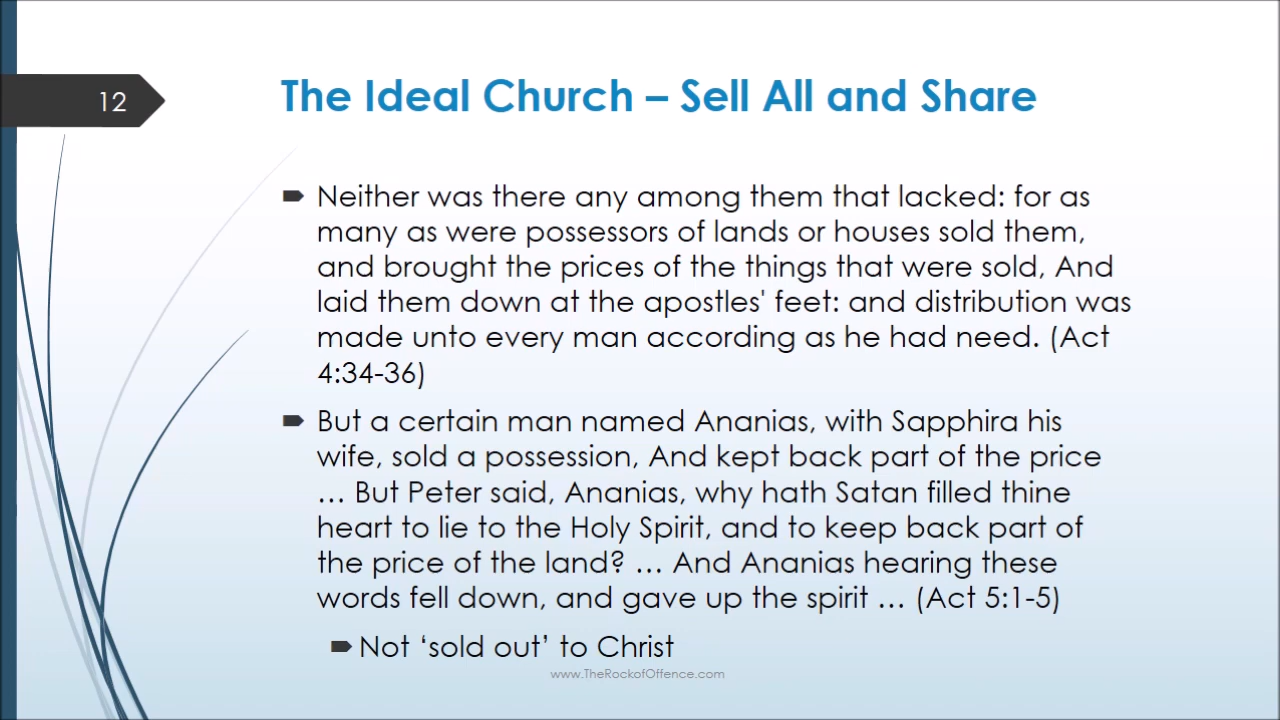 12
The Ideal Church – Sell All and Share
Neither was there any among them that lacked: for as
many as were possessors of lands or houses sold them,
and brought the prices of the things that were sold, And
laid them down at the apostles' feet: and distribution was
made unto every man according as he had need. (Act
4:34-36)
But a certain man named Ananias, with Sapphira his
wife, sold a possession, And kept back part of the price
… But Peter said, Ananias, why hath Satan filled thine
heart to lie to the Holy Spirit, and to keep back part of
the price of the land? … And Ananias hearing these
words fell down, and gave up the spirit … (Act 5:1-5)
Not ‘sold out’ to Christ
www.TheRockofOffence.com